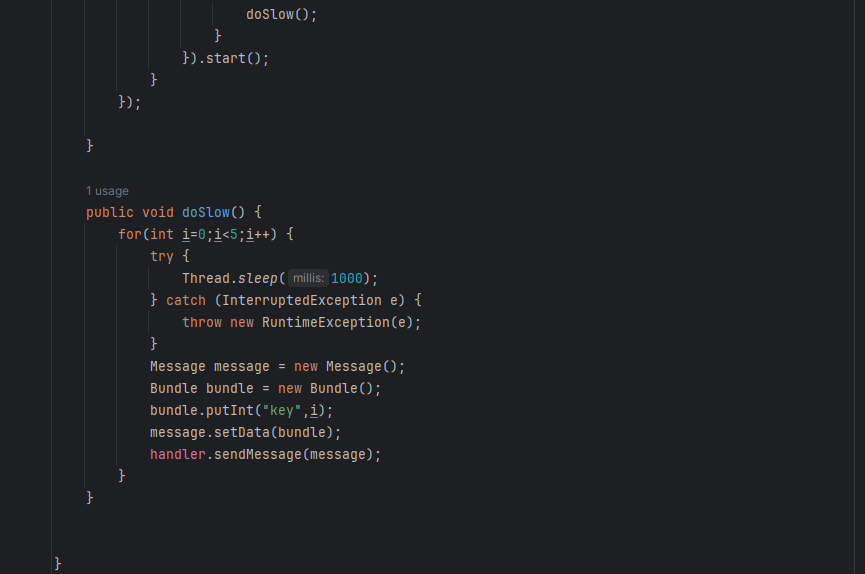 doSlow();
}
}).start();
}
});
}
1 usage
public void doSlow() {
for(int i=0;i<5;i++) {
try {
Thread.sleep( millis: 1000);
} catch (InterruptedException e) {
throw new RuntimeException(e);
}
Message message = new Message();
Bundle bundle = new Bundle();
bundle.putInt("key",i);
message.setData(bundle);
handler.sendMessage(message);
}
}
}